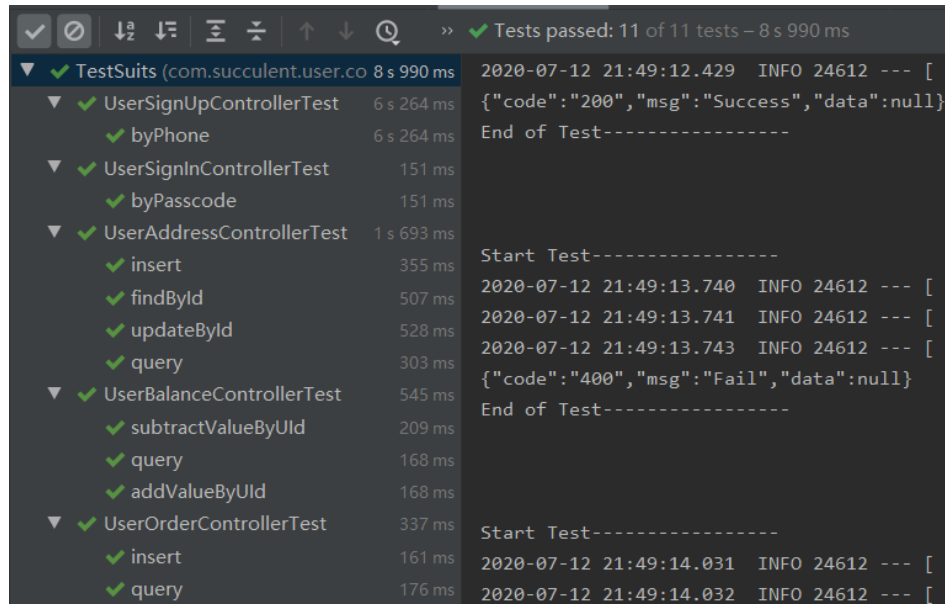 Tests passed: 11 of 11 tests – 8 s 990 ms
TestSuits (com.succulent.user.co 8 s 990 ms
UserSignUpControllerTest 6 s 264 ms
byPhone 6 s 264 ms
UserSignInControllerTest 151 ms
byPasscode 151 ms
UserAddressControllerTest 1 s 693 ms
insert 355 ms
findById 507 ms
updateById 528 ms
query 303 ms
UserBalanceControllerTest 545 ms
subtractValueByUId 209 ms
query 168 ms
addValueByUId 168 ms
UserOrderControllerTest 337 ms
insert 161 ms
query 176 ms
2020-07-12 21:49:12.429 INFO 24612 --- [
{"code":"200","msg":"Success","data":null}
End of Test-----------------
Start Test-----------------
2020-07-12 21:49:13.740 INFO 24612 --- [
2020-07-12 21:49:13.741 INFO 24612 --- [
2020-07-12 21:49:13.743 INFO 24612 --- [
{"code":"400","msg":"Fail","data":null}
End of Test-----------------
Start Test-----------------
2020-07-12 21:49:14.031 INFO 24612 --- [
2020-07-12 21:49:14.032 INFO 24612 --- [